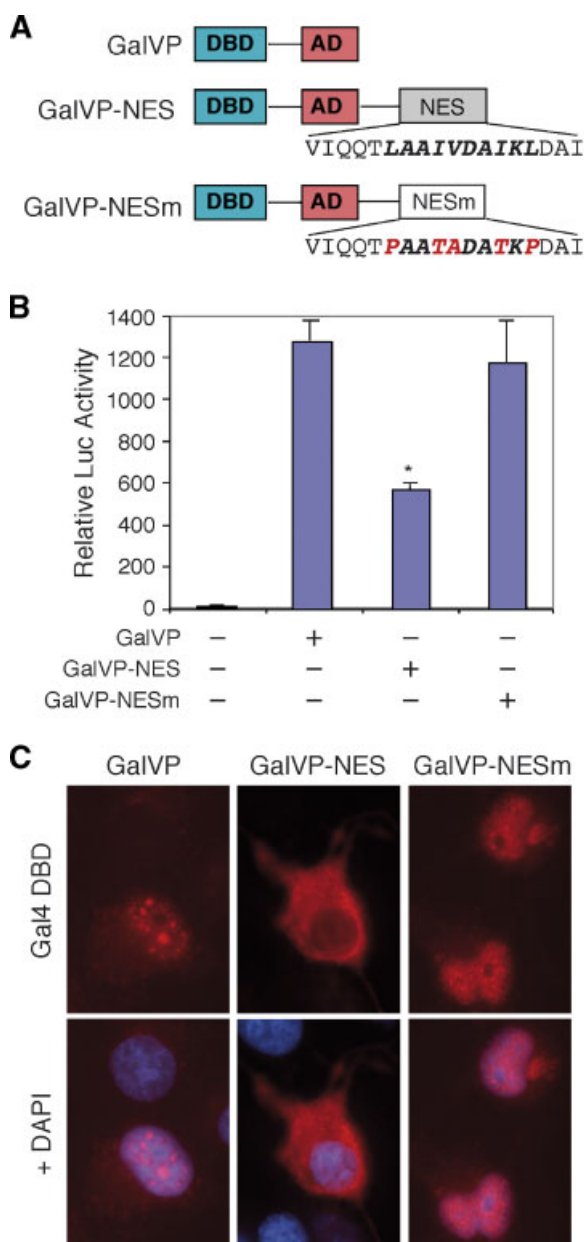 A
GalVP DBD AD
GalVP-NES DBD AD NES
VIQQTLAAIVDAIKLDAI
GalVP-NESm DBD AD NESm
VIQQTPAATADATKPDAI
B
Relative Luc Activity
1400
1200
1000
800
600
400
200
0
*
GalVP – + – –
GalVP-NES – – + –
GalVP-NESm – – – +
C
GalVP GalVP-NES GalVP-NESm
Gal4 DBD
+ DAPI